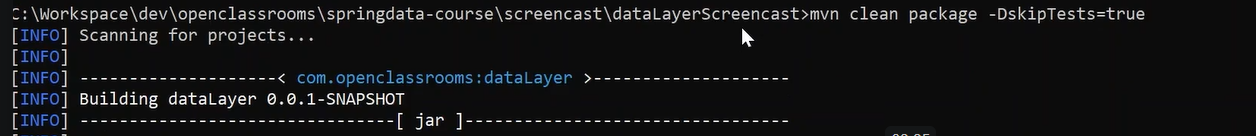 C:\Workspace\dev\openclassrooms\springdata-course\screencast\dataLayerScreencast>mvn clean package -DskipTests=true
[INFO] Scanning for projects...
[INFO]
[INFO] --------------------< com.openclassrooms:dataLayer >--------------------
[INFO] Building dataLayer 0.0.1-SNAPSHOT
[INFO] --------------------------------[ jar ]---------------------------------